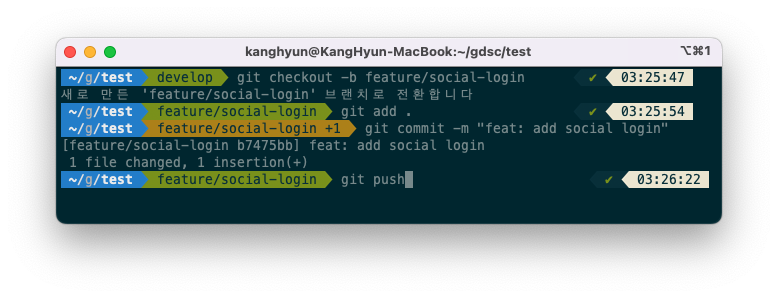 kanghyun@KangHyun-MacBook:~/gdsc/test ⌥⌘1
~/g/test develop git checkout -b feature/social-login ✔ 03:25:47
새로 만든 'feature/social-login' 브랜치로 전환합니다
~/g/test feature/social-login git add . ✔ 03:25:54
~/g/test feature/social-login +1 git commit -m "feat: add social login"
[feature/social-login b7475bb] feat: add social login
1 file changed, 1 insertion(+)
~/g/test feature/social-login git push ✔ 03:26:22